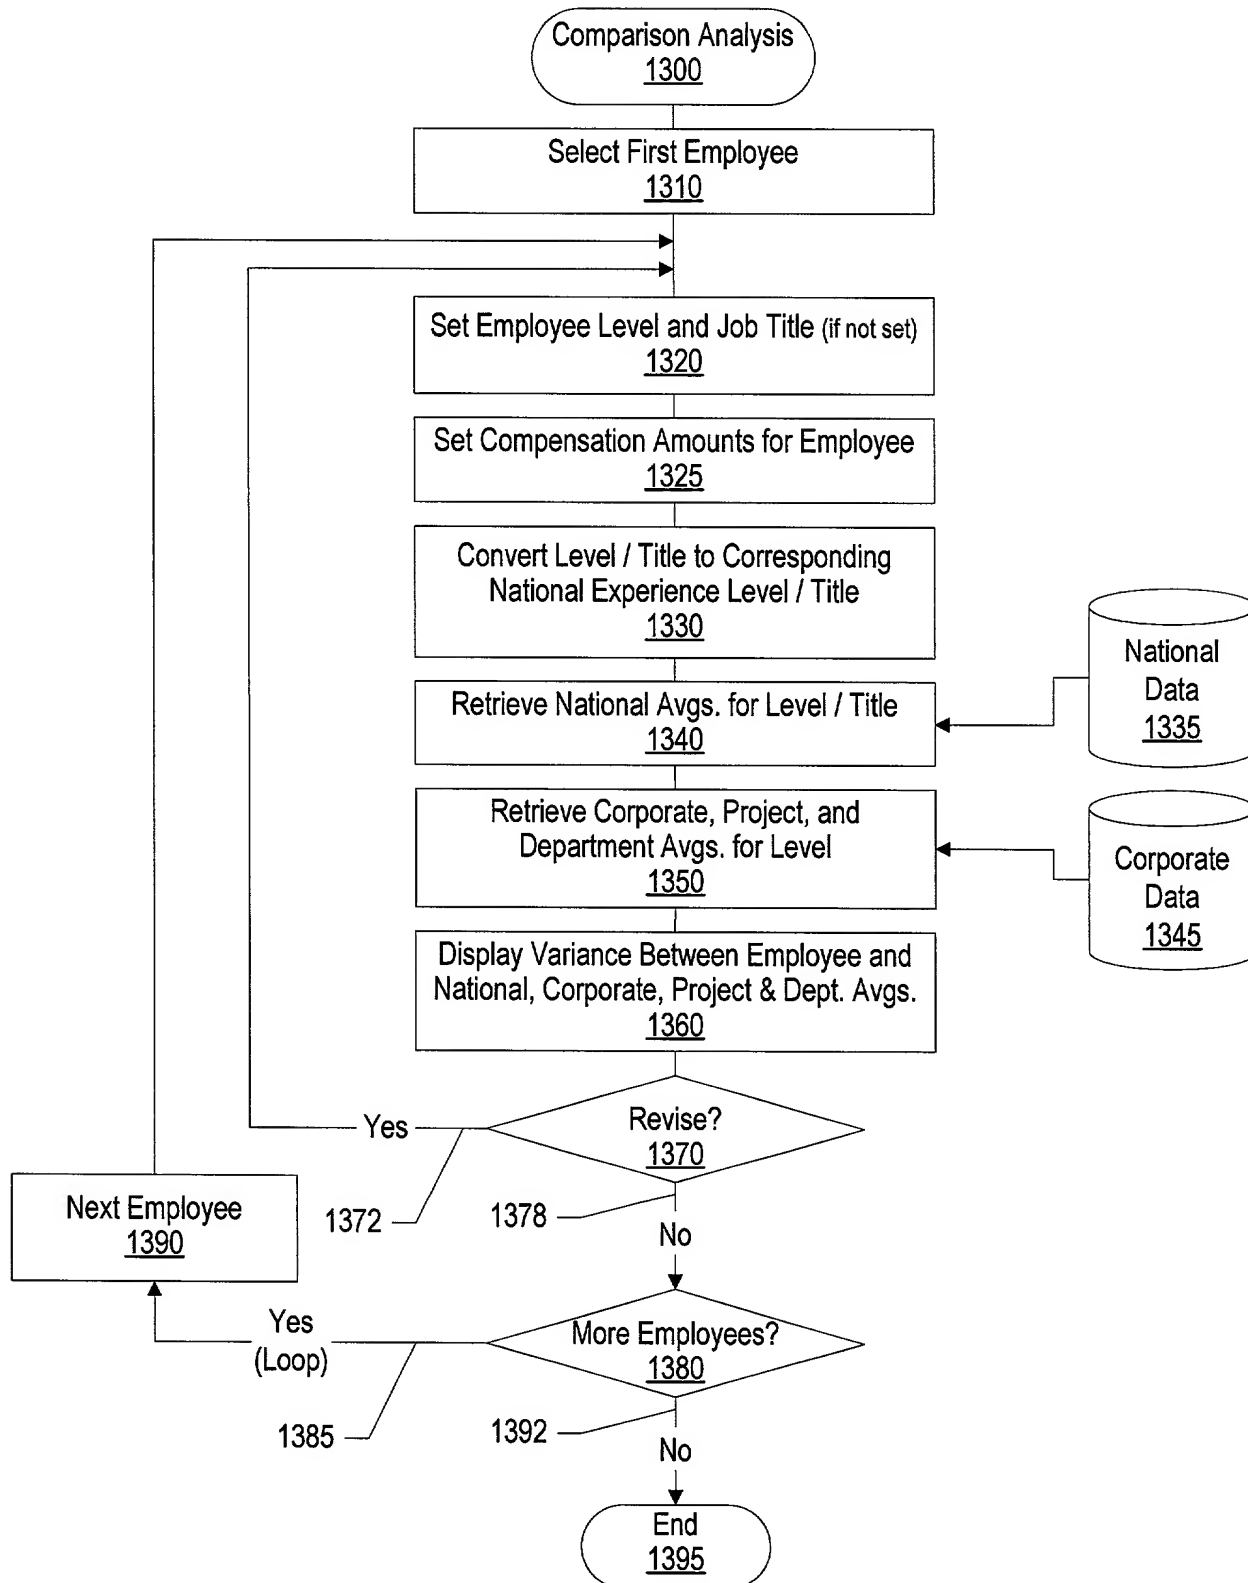 Comparison Analysis
1300
Select First Employee
1310
Set Employee Level and Job Title (if not set)
1320
Set Compensation Amounts for Employee
1325
Convert Level / Title to Corresponding
National Experience Level / Title
1330
National
Data
1335
Retrieve National Avgs. for Level / Title
1340
Retrieve Corporate, Project, and
Department Avgs. for Level
1350
Corporate
Data
1345
Display Variance Between Employee and
National, Corporate, Project & Dept. Avgs.
1360
Revise?
1370
Yes
1372
1378
No
Next Employee
1390
More Employees?
1380
Yes
(Loop)
1385
1392
No
End
1395